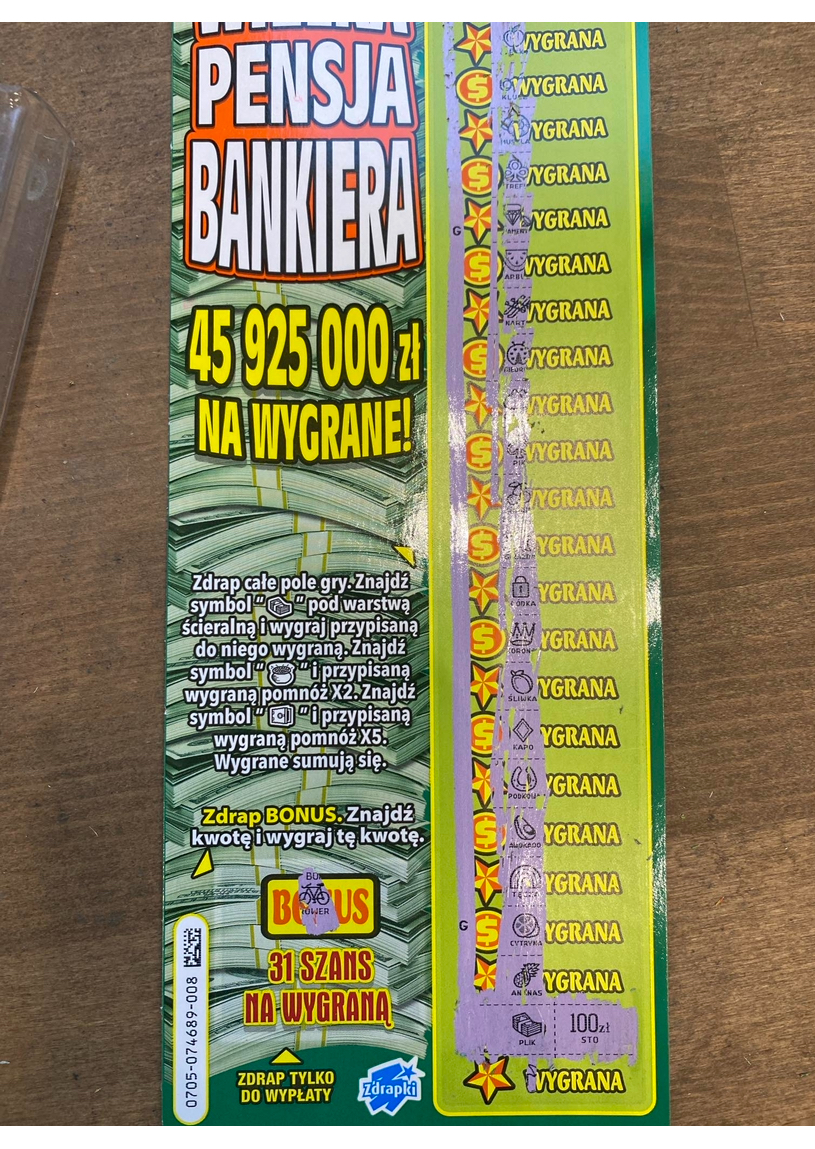 PENSJA
BANKIERA
45 925 000 zł
NA WYGRANE!
Zdrap całe pole gry. Znajdź
symbol “ ” pod warstwą
ścieralną i wygraj przypisaną
do niego wygraną. Znajdź
symbol “ ” i przypisaną
wygraną pomnóż X2. Znajdź
symbol “ ” i przypisaną
wygraną pomnóż X5.
Wygrane sumują się.
Zdrap BONUS. Znajdź
kwotę i wygraj tę kwotę.
BONUS
31 SZANS
NA WYGRANĄ
ZDRAP TYLKO
DO WYPŁATY
Zdrapki
0705-074689-008
WYGRANA
WYGRANA
WYGRANA
TREFL WYGRANA
G WYGRANA
WYGRANA
WYGRANA
WYGRANA
WYGRANA
PIK WYGRANA
WYGRANA
WYGRANA
WYGRANA
WYGRANA
ŚLIWKA WYGRANA
KARO WYGRANA
PODKOWA WYGRANA
AWOKADO WYGRANA
WYGRANA
G CYTRYNA WYGRANA
ANANAS WYGRANA
PLIK 100zł
STO
WYGRANA